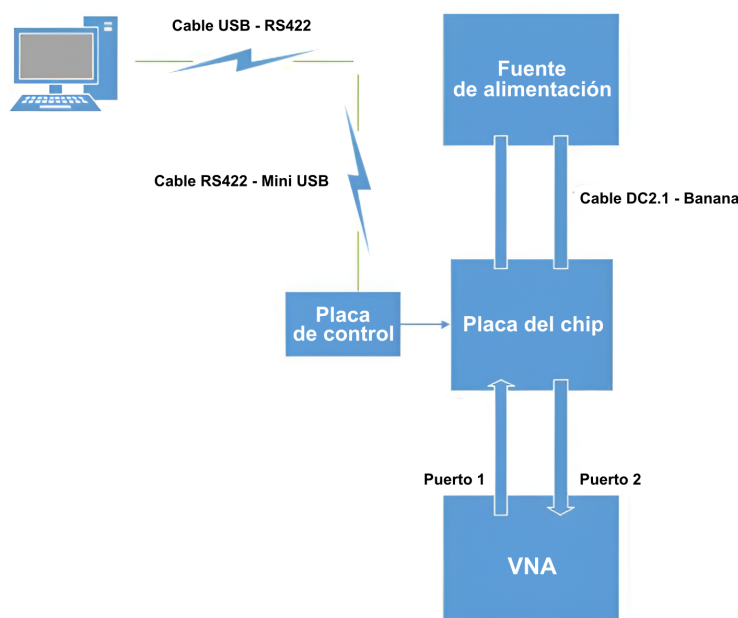 Cable USB - RS422
Fuente
de alimentación
Cable RS422 - Mini USB
Cable DC2.1 - Banana
Placa
de control
Placa del chip
Puerto 1
Puerto 2
VNA